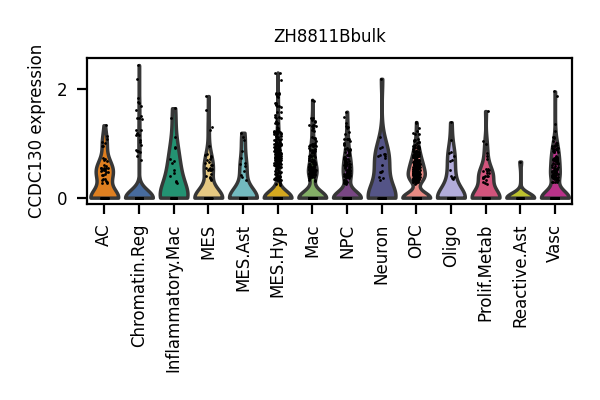 ZH8811Bbulk
CCDC130 expression
2
0
AC
Chromatin.Reg
Inflammatory.Mac
MES
MES.Ast
MES.Hyp
Mac
NPC
Neuron
OPC
Oligo
Prolif.Metab
Reactive.Ast
Vasc